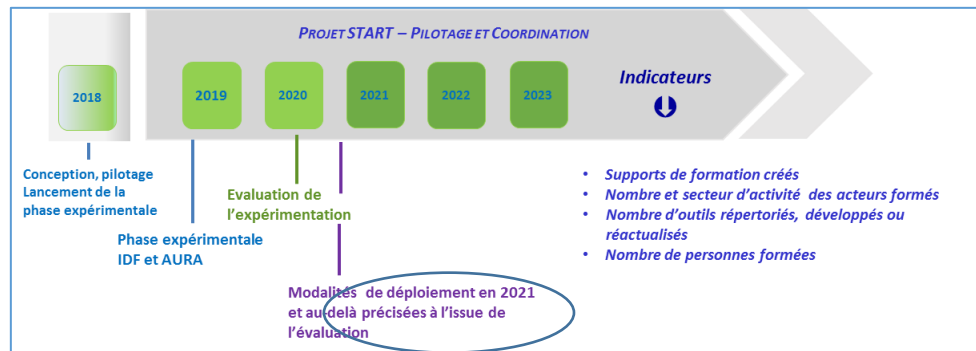 PROJET START – PILOTAGE ET COORDINATION
Indicateurs
2018
2019
2020
2021
2022
2023
Conception, pilotage
Lancement de la
phase expérimentale
Phase expérimentale
IDF et AURA
Evaluation de
l’expérimentation
Modalités de déploiement en 2021
et au-delà précisées à l’issue de
l’évaluation
• Supports de formation créés
• Nombre et secteur d’activité des acteurs formés
• Nombre d’outils répertoriés, développés ou
réactualisés
• Nombre de personnes formées